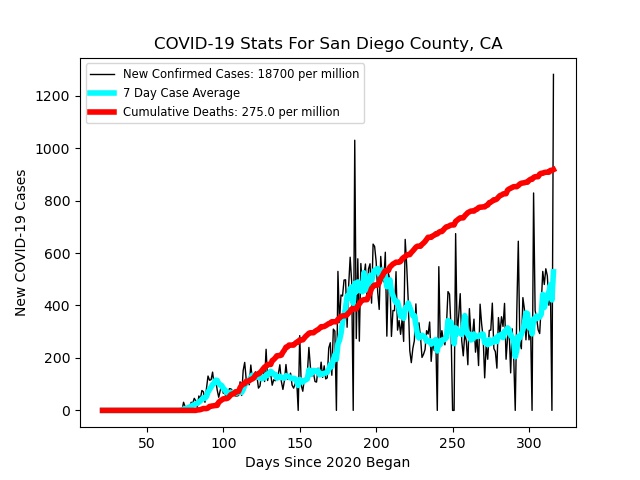 COVID-19 Stats For San Diego County, CA
New Confirmed Cases: 18700 per million
7 Day Case Average
Cumulative Deaths: 275.0 per million
New COVID-19 Cases
1200
1000
800
600
400
200
0
50 100 150 200 250 300
Days Since 2020 Began